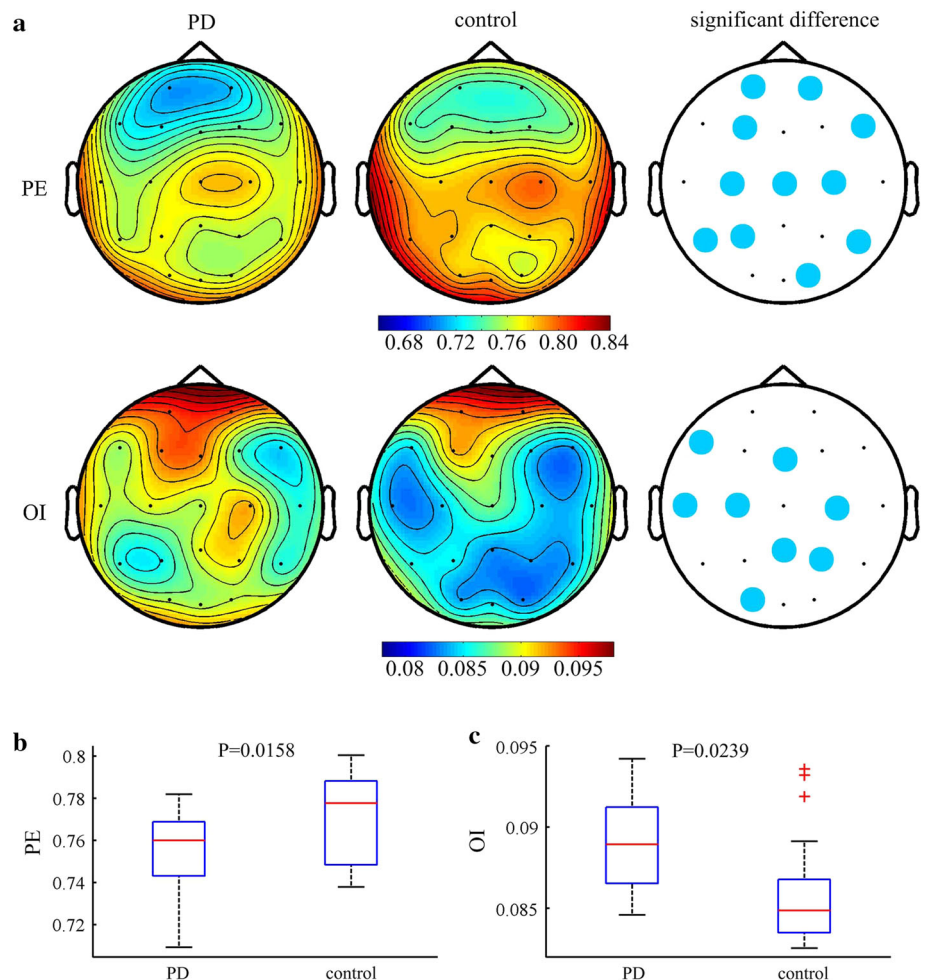 a
PD control significant difference
PE
0.68 0.72 0.76 0.80 0.84
OI
0.08 0.085 0.09 0.095
b
P=0.0158
0.8
0.78
0.76
0.74
0.72
PE
PD control
c
P=0.0239
0.095
0.09
0.085
OI
PD control